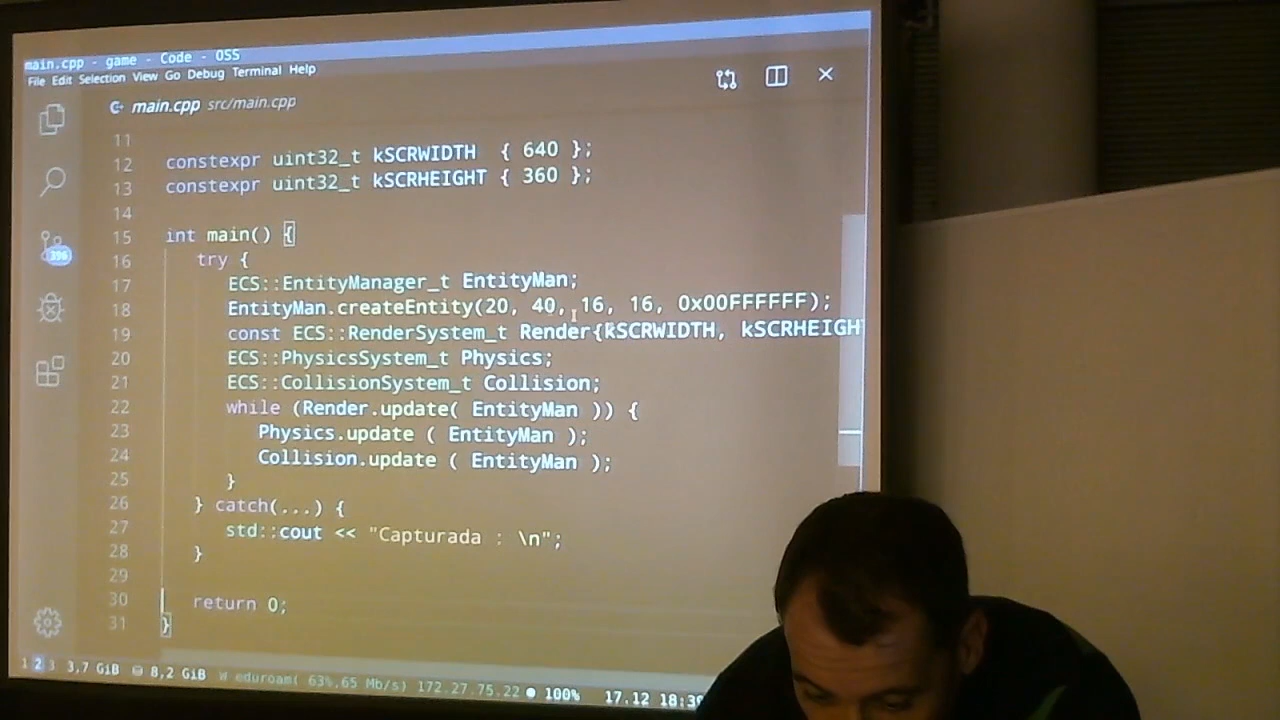 main.cpp - game - Code - OSS
File Edit Selection View Go Debug Terminal Help
main.cpp src/main.cpp
11
12 constexpr uint32_t kSCRWIDTH { 640 };
13 constexpr uint32_t kSCRHEIGHT { 360 };
14
15 int main() {
16 try {
17 ECS::EntityManager_t EntityMan;
18 EntityMan.createEntity(20, 40, 16, 16, 0x00FFFFFF);
19 const ECS::RenderSystem_t Render{kSCRWIDTH, kSCRHEIGH
20 ECS::PhysicsSystem_t Physics;
21 ECS::CollisionSystem_t Collision;
22 while (Render.update( EntityMan )) {
23 Physics.update ( EntityMan );
24 Collision.update ( EntityMan );
25 }
26 } catch(...) {
27 std::cout << "Capturada : \n";
28 }
29
30 return 0;
31 }
396
1 2 3 3,7 GiB 8,2 GiB W eduroam( 63%,65 Mb/s) 172.27.75.22 100% 17.12 18:39